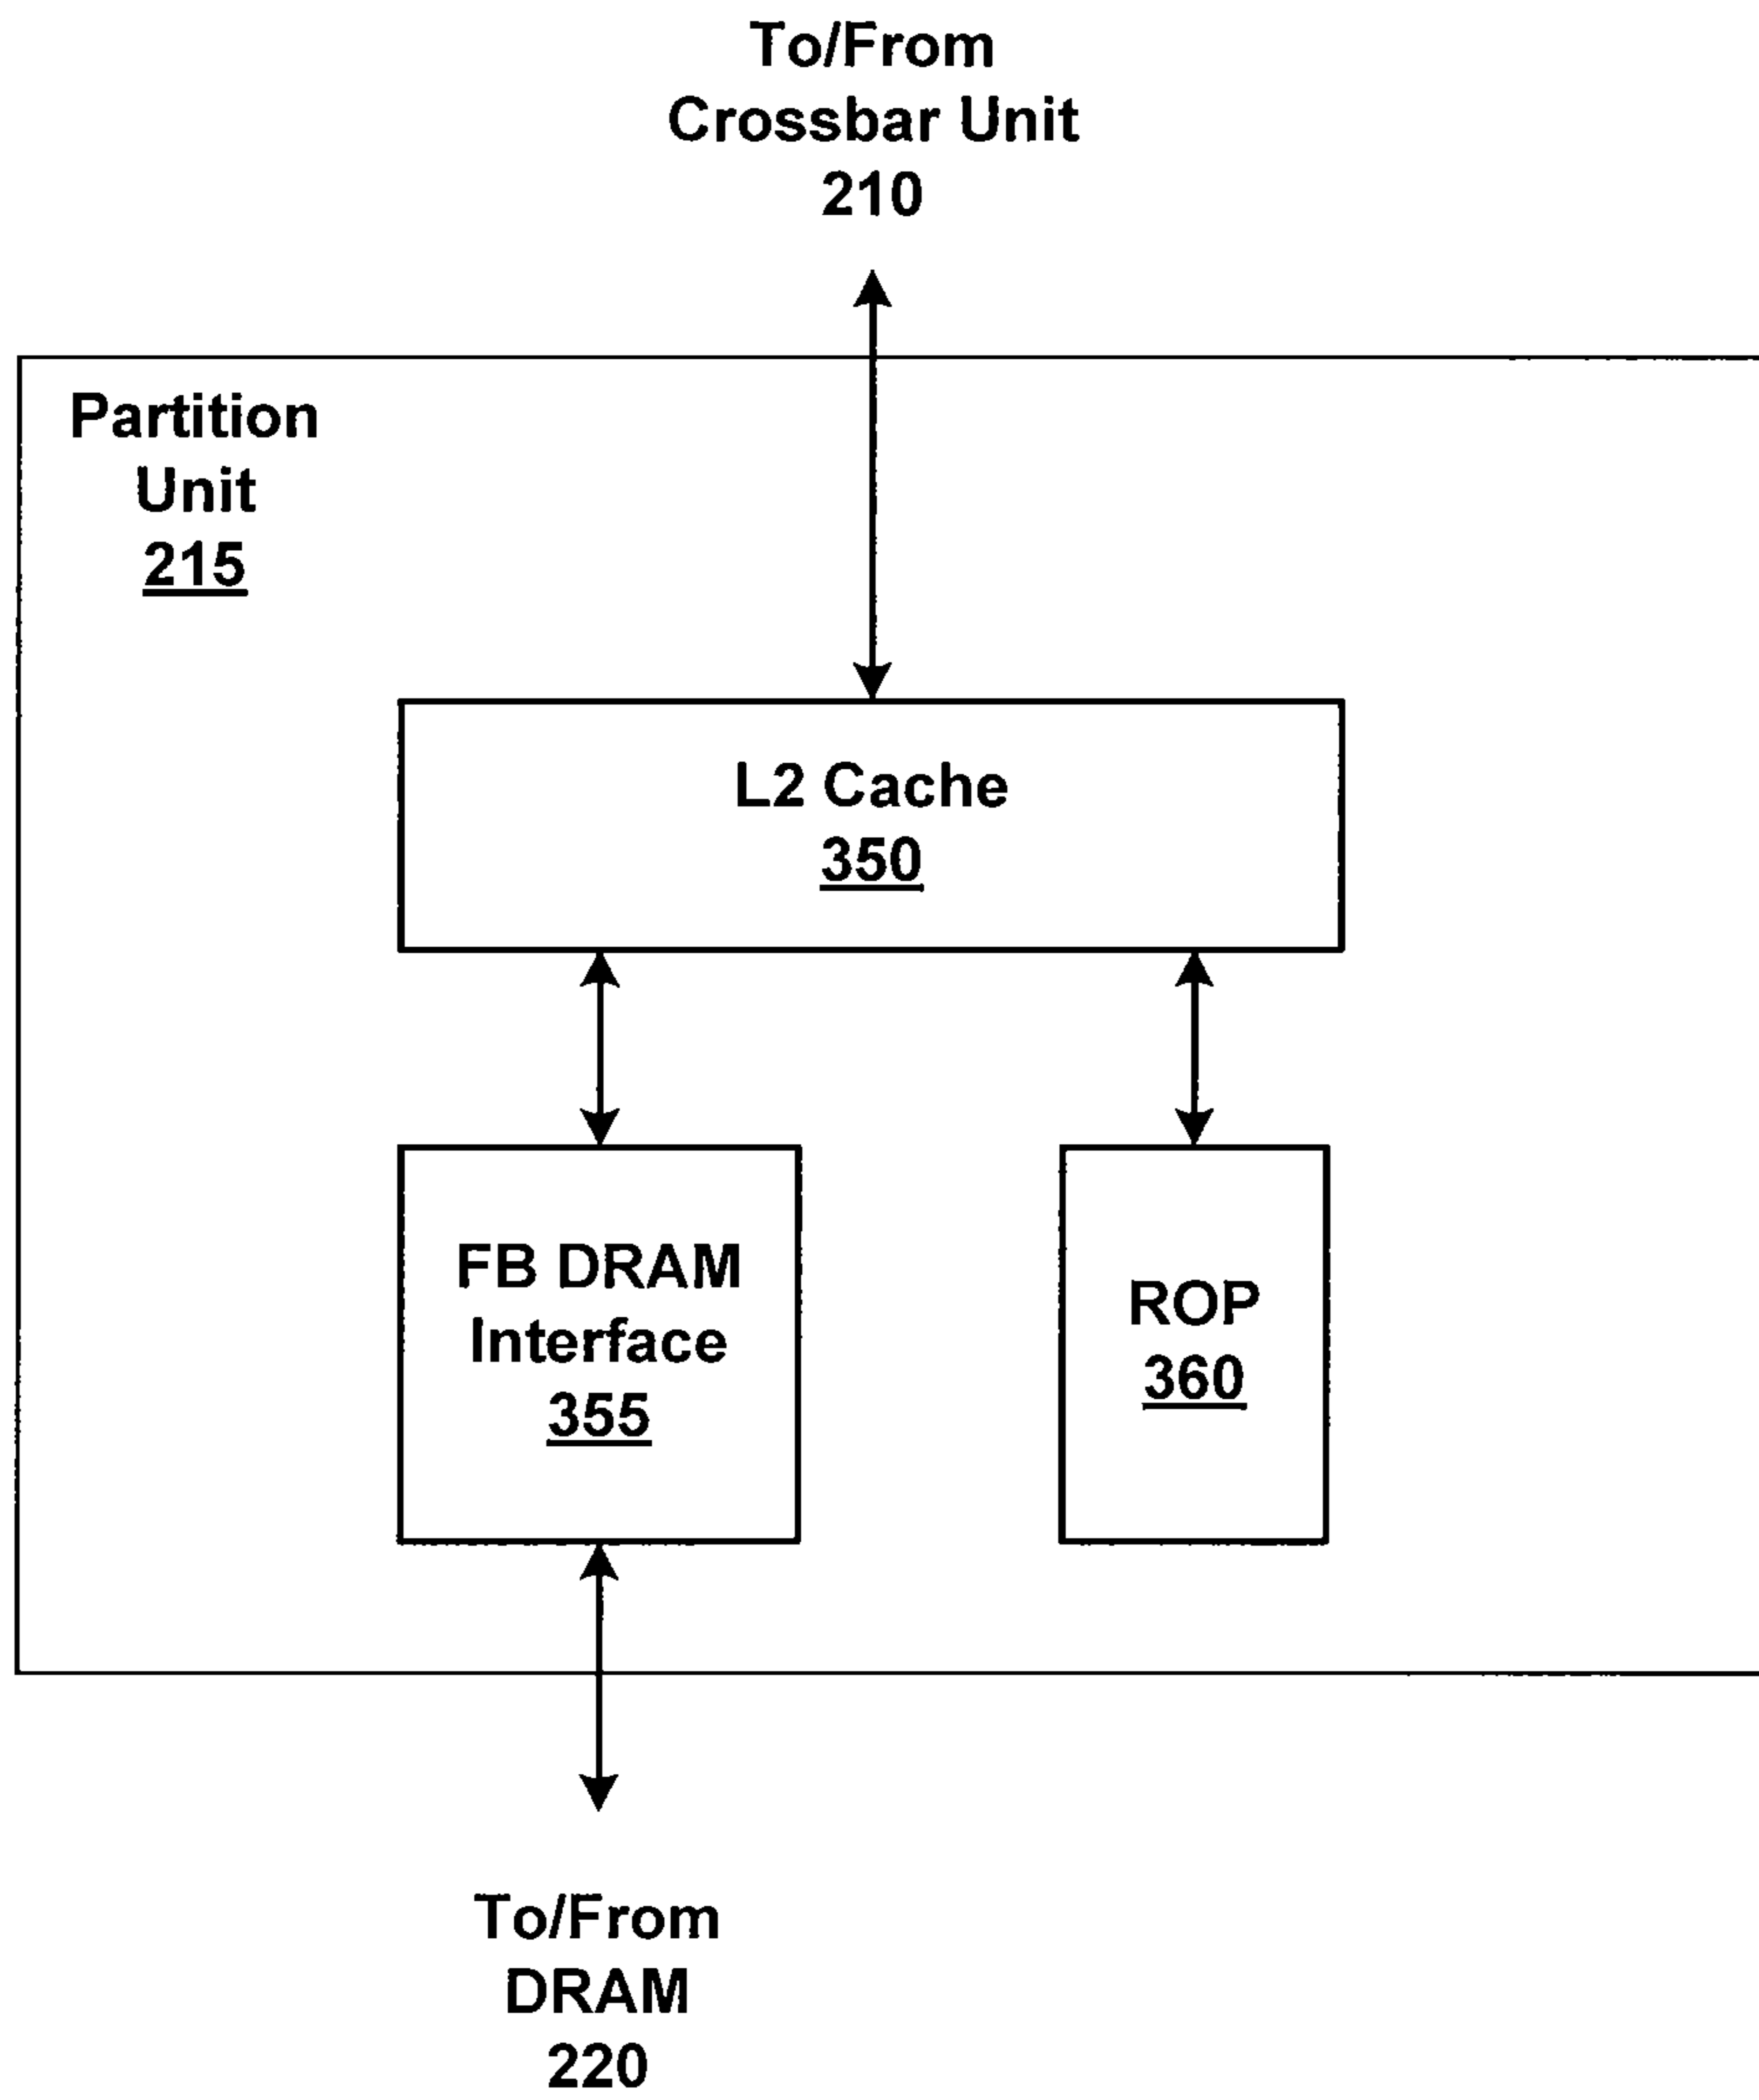 To/From
Crossbar Unit
210
Partition
Unit
215
L2 Cache
350
FB DRAM
Interface
355
ROP
360
To/From
DRAM
220